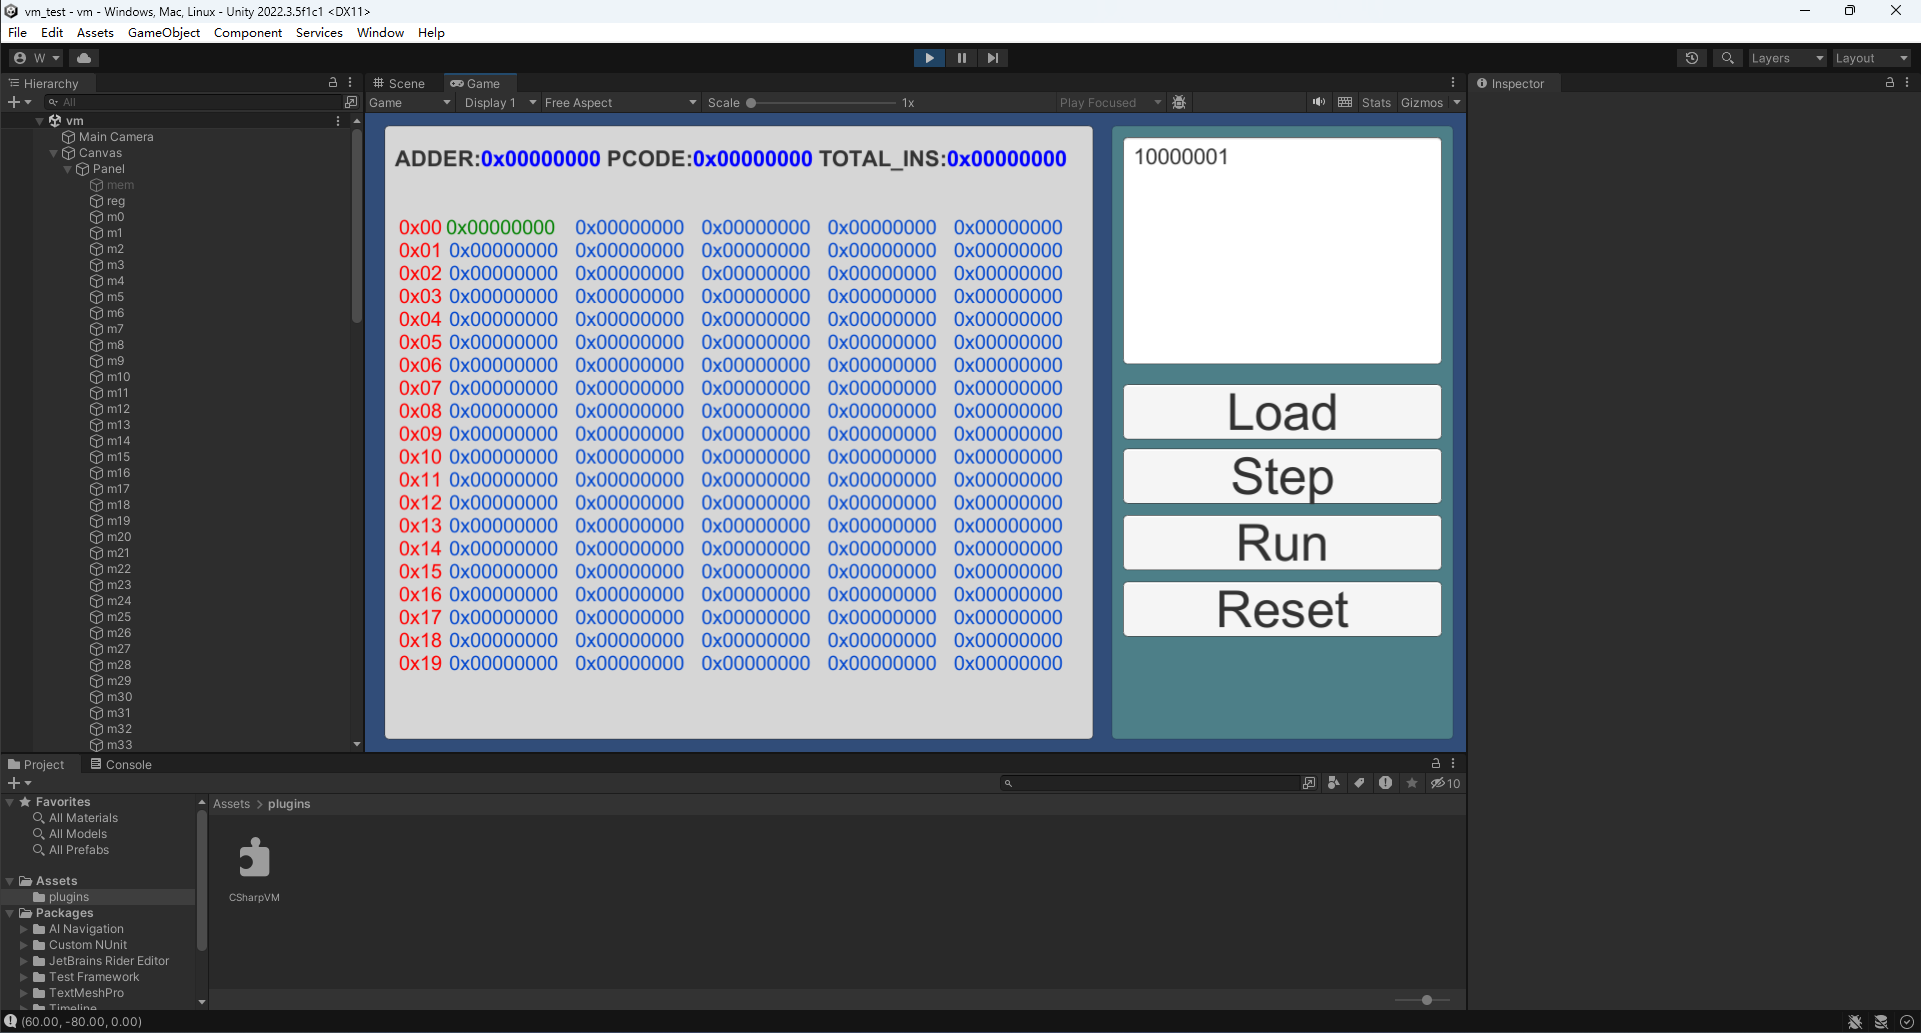 vm_test - vm - Windows, Mac, Linux - Unity 2022.3.5f1c1 <DX11>
File Edit Assets GameObject Component Services Window Help
W Layers Layout
Hierarchy
All
vm
Main Camera
Canvas
Panel
mem
reg
m0
m1
m2
m3
m4
m5
m6
m7
m8
m9
m10
m11
m12
m13
m14
m15
m16
m17
m18
m19
m20
m21
m22
m23
m24
m25
m26
m27
m28
m29
m30
m31
m32
m33
Scene Game
Game Display 1 Free Aspect Scale 1x Play Focused Stats Gizmos
ADDER:0x00000000 PCODE:0x00000000 TOTAL_INS:0x00000000
0x00 0x00000000 0x00000000 0x00000000 0x00000000 0x00000000
0x01 0x00000000 0x00000000 0x00000000 0x00000000 0x00000000
0x02 0x00000000 0x00000000 0x00000000 0x00000000 0x00000000
0x03 0x00000000 0x00000000 0x00000000 0x00000000 0x00000000
0x04 0x00000000 0x00000000 0x00000000 0x00000000 0x00000000
0x05 0x00000000 0x00000000 0x00000000 0x00000000 0x00000000
0x06 0x00000000 0x00000000 0x00000000 0x00000000 0x00000000
0x07 0x00000000 0x00000000 0x00000000 0x00000000 0x00000000
0x08 0x00000000 0x00000000 0x00000000 0x00000000 0x00000000
0x09 0x00000000 0x00000000 0x00000000 0x00000000 0x00000000
0x10 0x00000000 0x00000000 0x00000000 0x00000000 0x00000000
0x11 0x00000000 0x00000000 0x00000000 0x00000000 0x00000000
0x12 0x00000000 0x00000000 0x00000000 0x00000000 0x00000000
0x13 0x00000000 0x00000000 0x00000000 0x00000000 0x00000000
0x14 0x00000000 0x00000000 0x00000000 0x00000000 0x00000000
0x15 0x00000000 0x00000000 0x00000000 0x00000000 0x00000000
0x16 0x00000000 0x00000000 0x00000000 0x00000000 0x00000000
0x17 0x00000000 0x00000000 0x00000000 0x00000000 0x00000000
0x18 0x00000000 0x00000000 0x00000000 0x00000000 0x00000000
0x19 0x00000000 0x00000000 0x00000000 0x00000000 0x00000000
10000001
Load
Step
Run
Reset
Inspector
Project Console
10
Favorites
All Materials
All Models
All Prefabs
Assets
plugins
Packages
AI Navigation
Custom NUnit
JetBrains Rider Editor
Test Framework
TextMeshPro
Timeline
Assets > plugins
CSharpVM
(60.00, -80.00, 0.00)